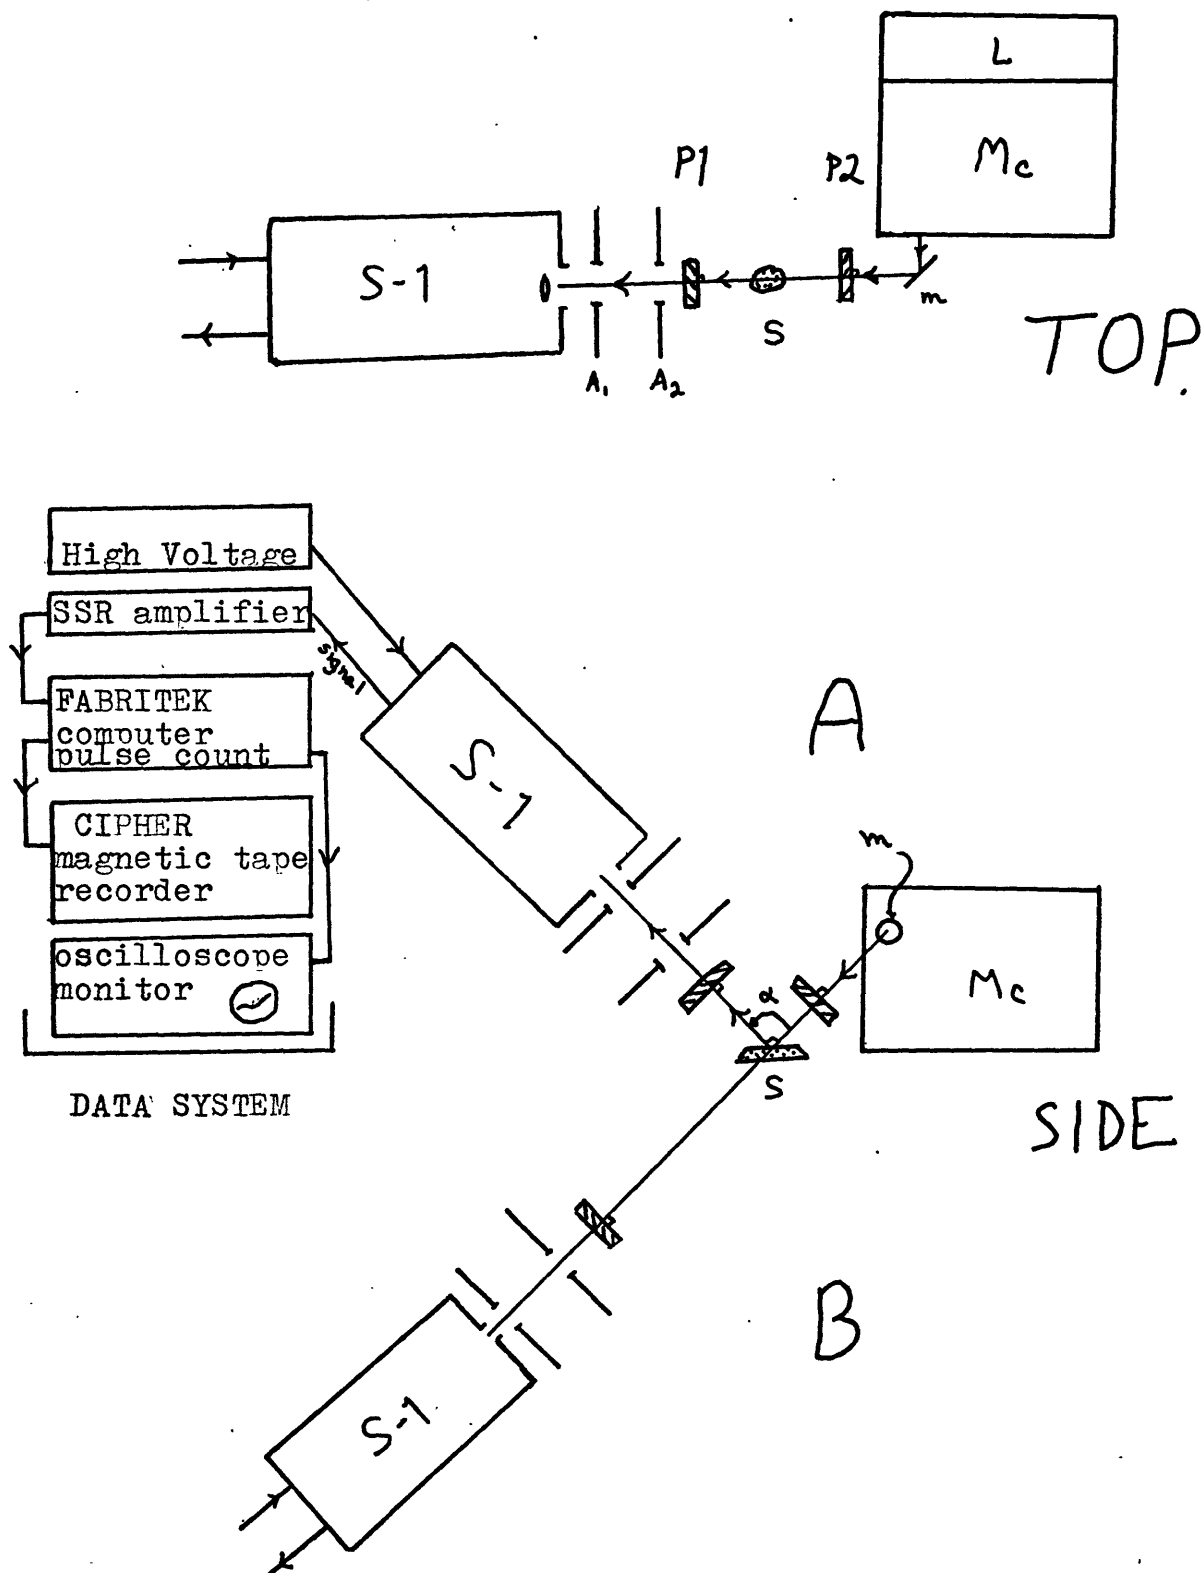 L
Mc
P1
P2
S-1
m
S
A1
A2
TOP.
High Voltage
SSR amplifier
signal
FABRITEK
computer
pulse count
CIPHER
magnetic tape
recorder
oscilloscope
monitor
DATA SYSTEM
S-1
A
m
Mc
α
S
SIDE
B
S-1